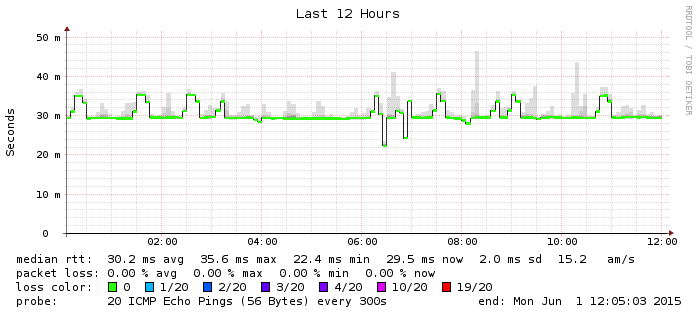 Last 12 Hours
RRDTOOL / TOBI OETIKER
Seconds
50 m
40 m
30 m
20 m
10 m
0
02:00 04:00 06:00 08:00 10:00 12:00
median rtt: 30.2 ms avg 35.6 ms max 22.4 ms min 29.5 ms now 2.0 ms sd 15.2 am/s
packet loss: 0.00 % avg 0.00 % max 0.00 % min 0.00 % now
loss color: 0 1/20 2/20 3/20 4/20 10/20 19/20
probe: 20 ICMP Echo Pings (56 Bytes) every 300s end: Mon Jun 1 12:05:03 2015